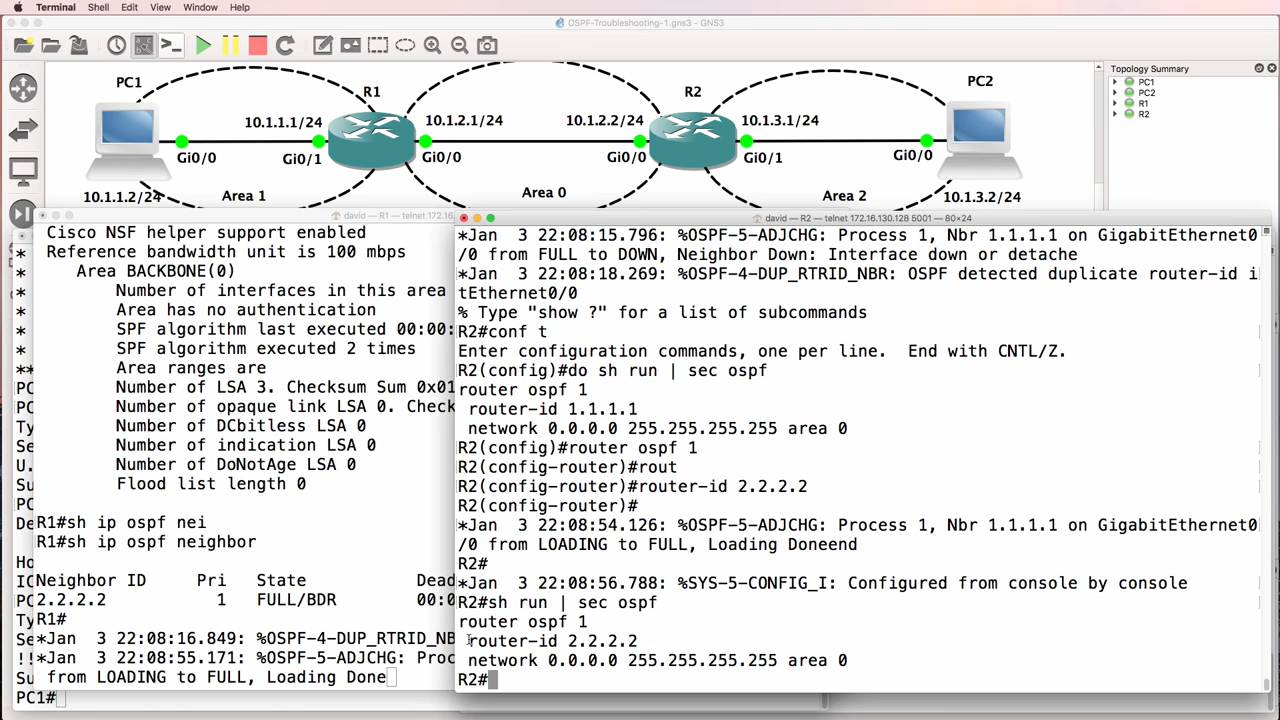 Terminal Shell Edit View Window Help
OSPF-Troubleshooting-1.gns3 - GNS3
Topology Summary
PC1
PC2
R1
R2
PC1
R1
R2
PC2
10.1.1.1/24
10.1.2.1/24
10.1.2.2/24
10.1.3.1/24
Gi0/0
Gi0/1
Gi0/0
Gi0/0
Gi0/1
Gi0/0
10.1.1.2/24
Area 1
Area 0
Area 2
10.1.3.2/24
david — R1 — telnet 172.16
Cisco NSF helper support enabled
Reference bandwidth unit is 100 mbps
Area BACKBONE(0)
Number of interfaces in this area
Area has no authentication
SPF algorithm last executed 00:00:
SPF algorithm executed 2 times
Area ranges are
Number of LSA 3. Checksum Sum 0x01
Number of opaque link LSA 0. Check
Number of DCbitless LSA 0
Number of indication LSA 0
Number of DoNotAge LSA 0
Flood list length 0
R1#sh ip ospf nei
R1#sh ip ospf neighbor
Neighbor ID Pri State Dead
2.2.2.2 1 FULL/BDR 00:0
R1#
*Jan 3 22:08:16.849: %OSPF-4-DUP_RTRID_NB
*Jan 3 22:08:55.171: %OSPF-5-ADJCHG: Proc
from LOADING to FULL, Loading Done
PC1#
david — R2 — telnet 172.16.130.128 5001 — 80×24
*Jan 3 22:08:15.796: %OSPF-5-ADJCHG: Process 1, Nbr 1.1.1.1 on GigabitEthernet0
/0 from FULL to DOWN, Neighbor Down: Interface down or detache
*Jan 3 22:08:18.269: %OSPF-4-DUP_RTRID_NBR: OSPF detected duplicate router-id i
tEthernet0/0
% Type "show ?" for a list of subcommands
R2#conf t
Enter configuration commands, one per line. End with CNTL/Z.
R2(config)#do sh run | sec ospf
router ospf 1
router-id 1.1.1.1
network 0.0.0.0 255.255.255.255 area 0
R2(config)#router ospf 1
R2(config-router)#rout
R2(config-router)#router-id 2.2.2.2
R2(config-router)#
*Jan 3 22:08:54.126: %OSPF-5-ADJCHG: Process 1, Nbr 1.1.1.1 on GigabitEthernet0
/0 from LOADING to FULL, Loading Doneend
R2#
*Jan 3 22:08:56.788: %SYS-5-CONFIG_I: Configured from console by console
R2#sh run | sec ospf
router ospf 1
router-id 2.2.2.2
network 0.0.0.0 255.255.255.255 area 0
R2#